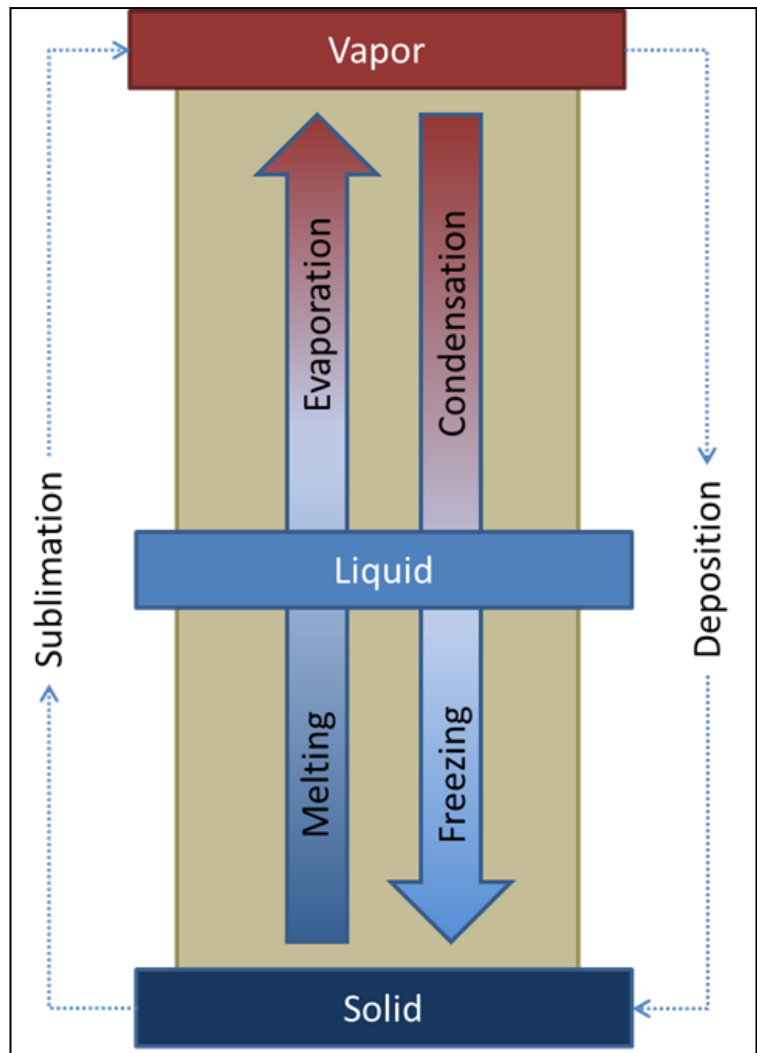 Vapor
Evaporation
Condensation
Sublimation
Liquid
Deposition
Melting
Freezing
Solid